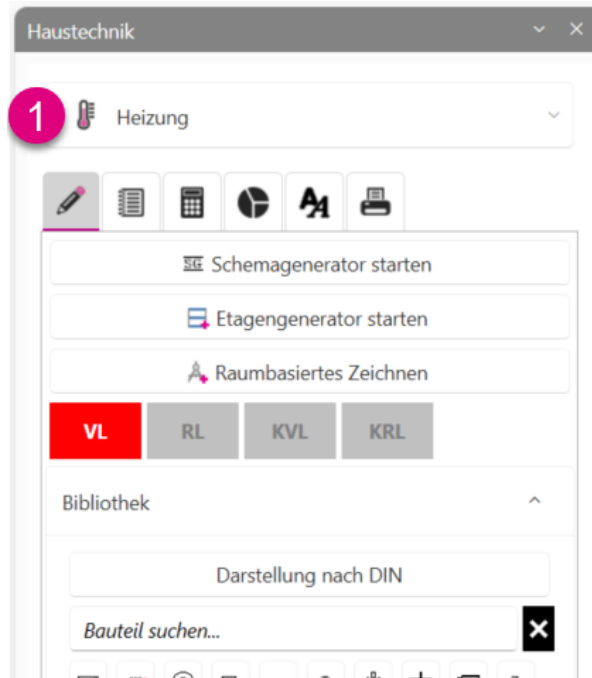 Haustechnik
1 Heizung
SG Schemagenerator starten
Etagengenerator starten
Raumbasiertes Zeichnen
VL RL KVL KRL
Bibliothek
Darstellung nach DIN
Bauteil suchen...